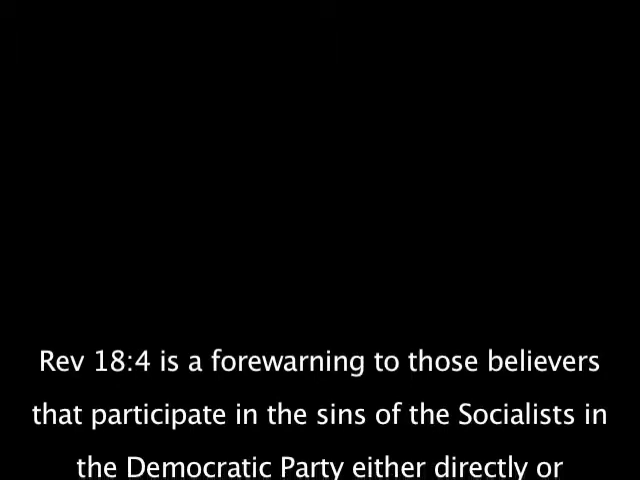 Rev 18:4 is a forewarning to those believers
that participate in the sins of the Socialists in
the Democratic Party either directly or